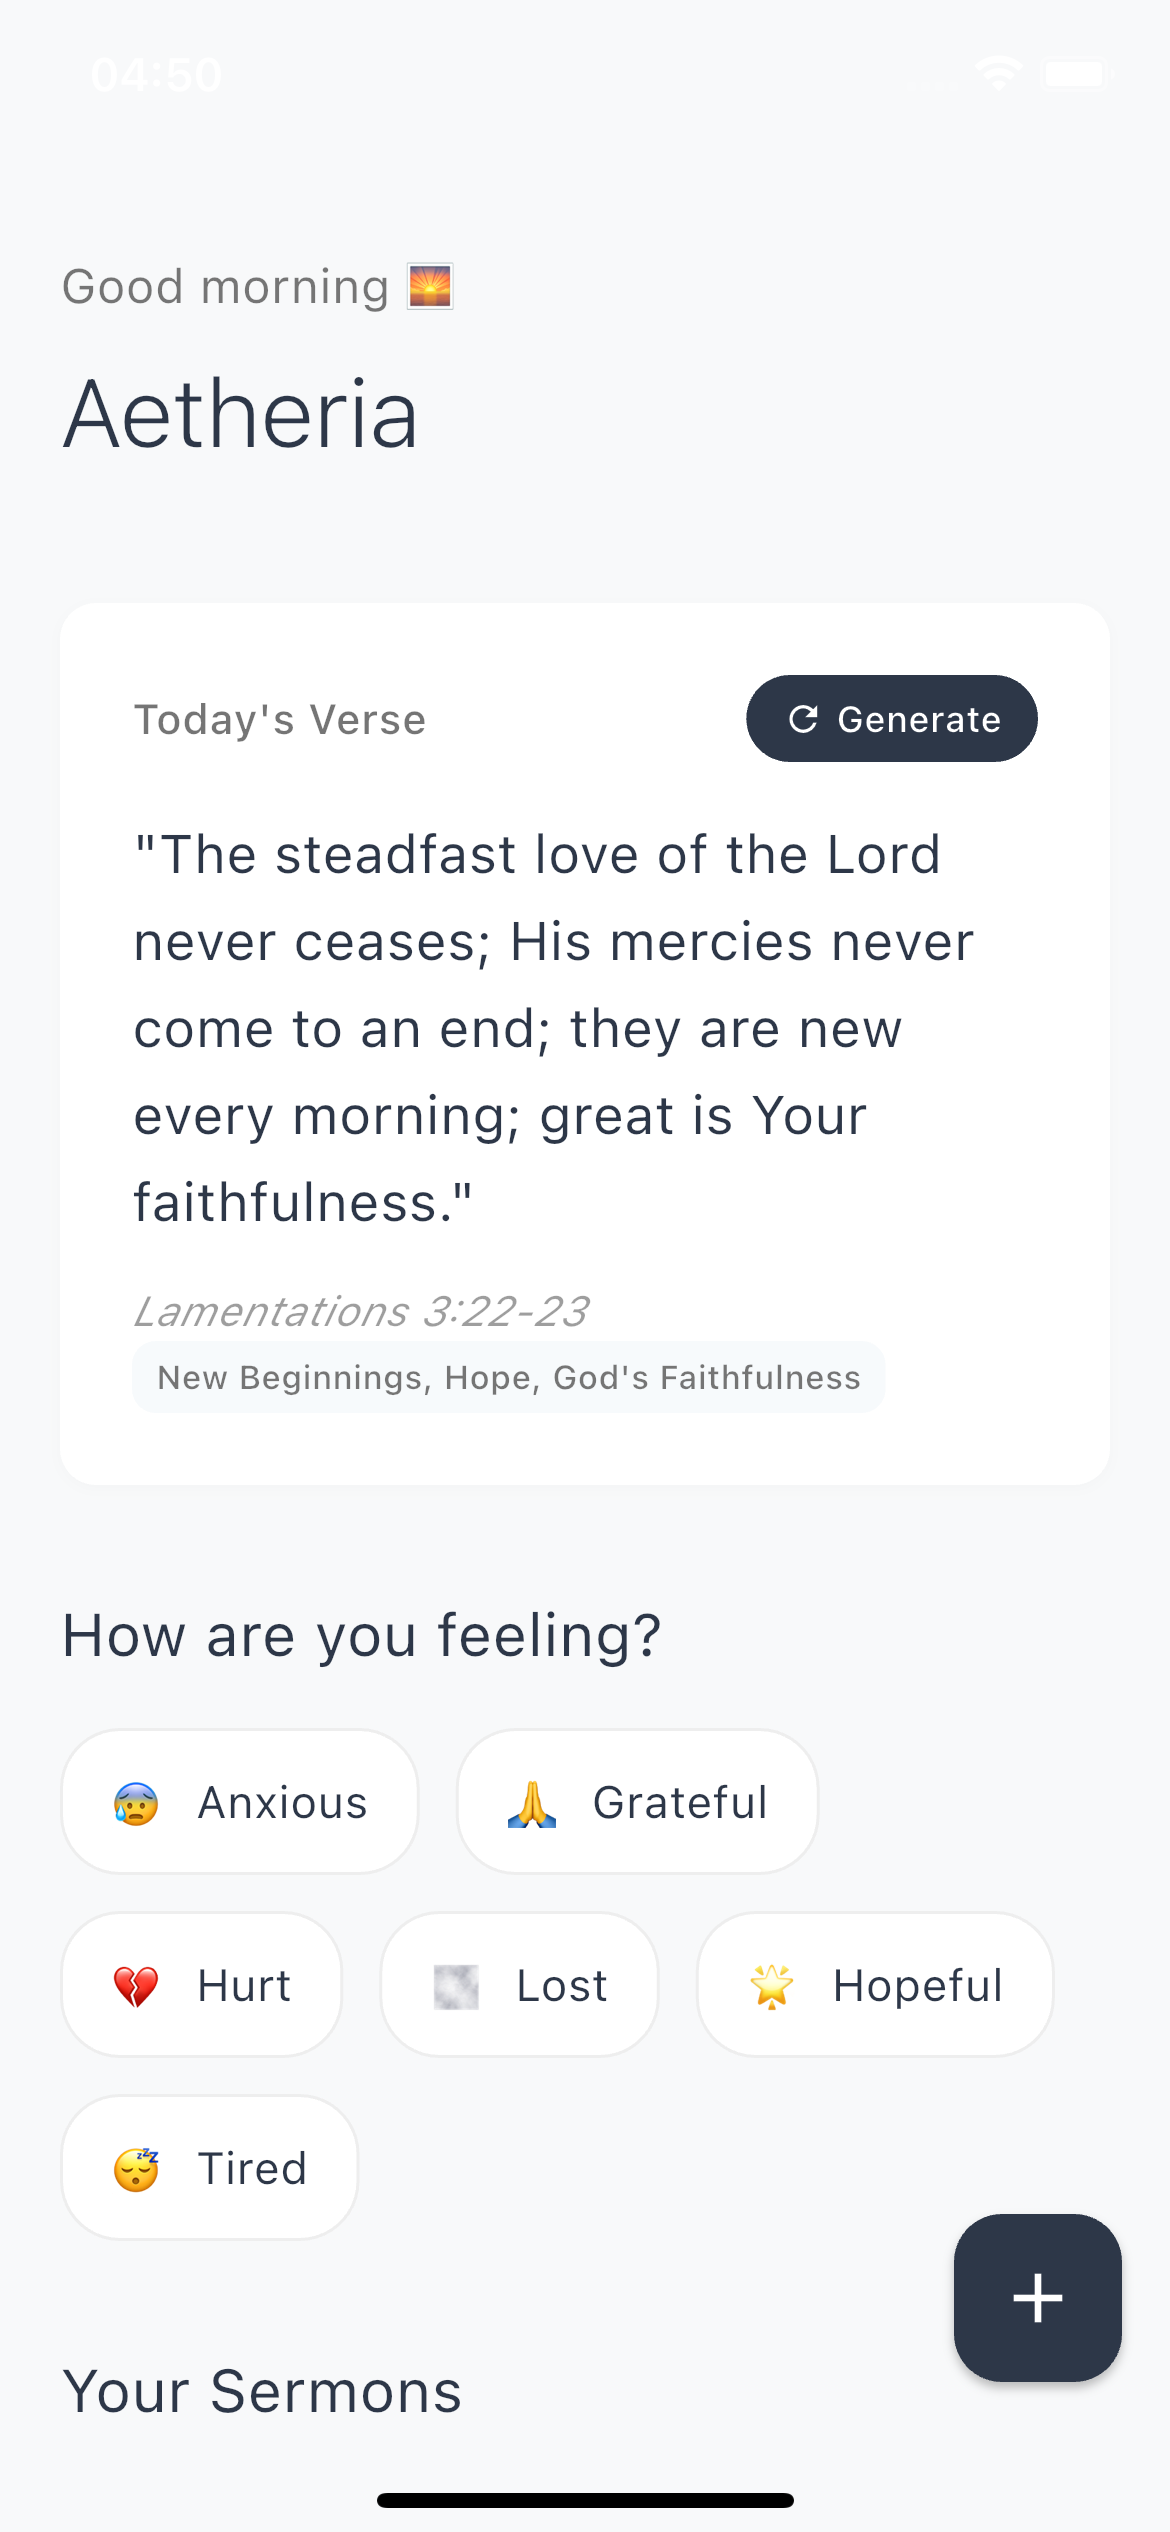 04:50
Good morning 🌅
Aetheria
Today's Verse
Generate
"The steadfast love of the Lord
never ceases; His mercies never
come to an end; they are new
every morning; great is Your
faithfulness."
Lamentations 3:22-23
New Beginnings, Hope, God's Faithfulness
How are you feeling?
😰 Anxious
🙏 Grateful
💔 Hurt
🌫️ Lost
🌟 Hopeful
😴 Tired
Your Sermons